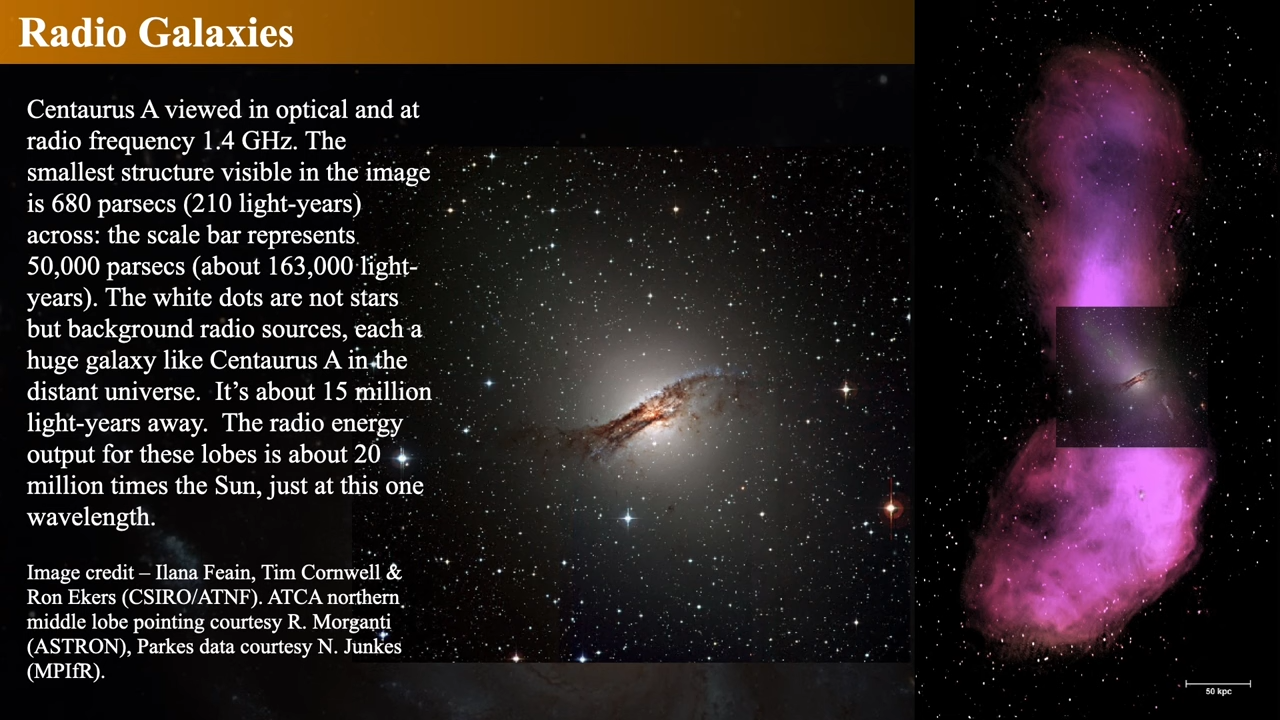 Radio Galaxies
Centaurus A viewed in optical and at
radio frequency 1.4 GHz. The
smallest structure visible in the image
is 680 parsecs (210 light-years)
across: the scale bar represents
50,000 parsecs (about 163,000 light-
years). The white dots are not stars
but background radio sources, each a
huge galaxy like Centaurus A in the
distant universe.  It’s about 15 million
light-years away.  The radio energy
output for these lobes is about 20
million times the Sun, just at this one
wavelength.
Image credit – Ilana Feain, Tim Cornwell &
Ron Ekers (CSIRO/ATNF). ATCA northern
middle lobe pointing courtesy R. Morganti
(ASTRON), Parkes data courtesy N. Junkes
(MPIfR).
50 kpc